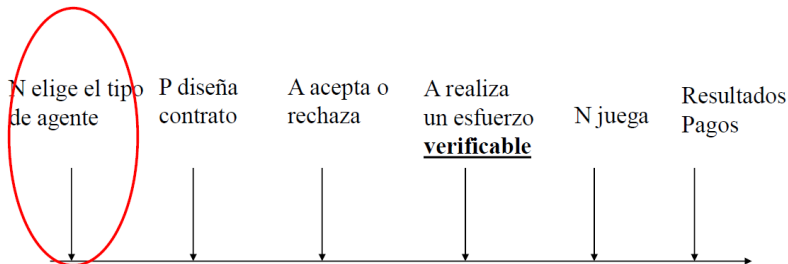 N elige el tipo
de agente
P diseña
contrato
A acepta o
rechaza
A realiza
un esfuerzo
verificable
N juega
Resultados
Pagos